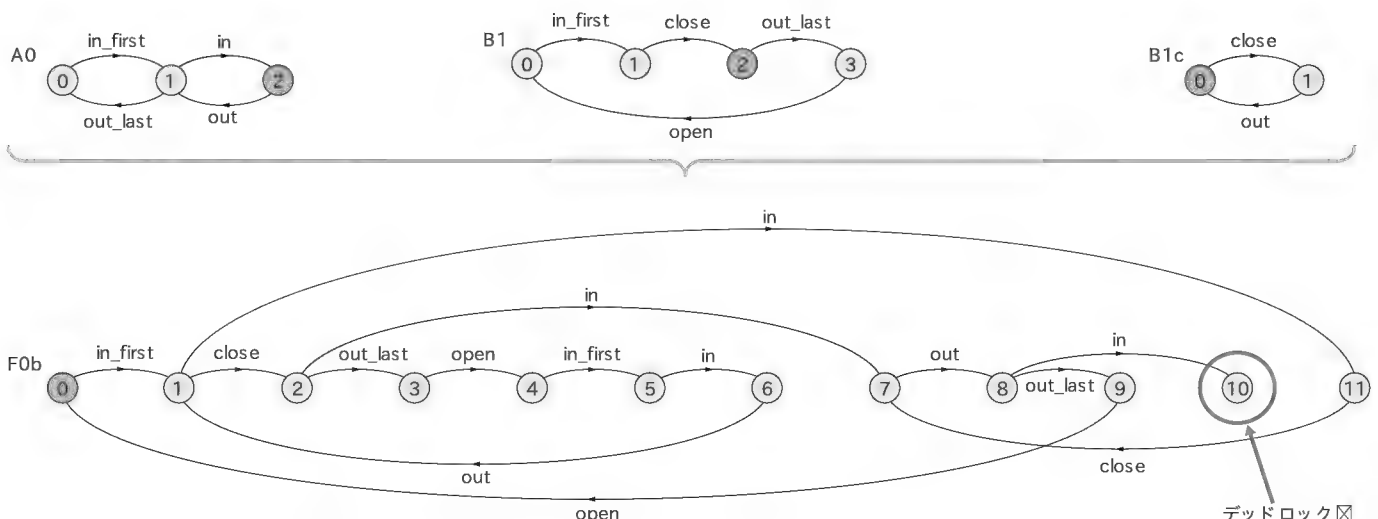 A0
in_first
in
0
1
2
out_last
out
B1
in_first
close
out_last
0
1
2
3
open
B1c
close
0
1
out
in
in
F0b
in_first
close
out_last
open
in_first
in
out
in
out_last
0
1
2
3
4
5
6
7
8
9
10
11
out
close
open
デッドロック